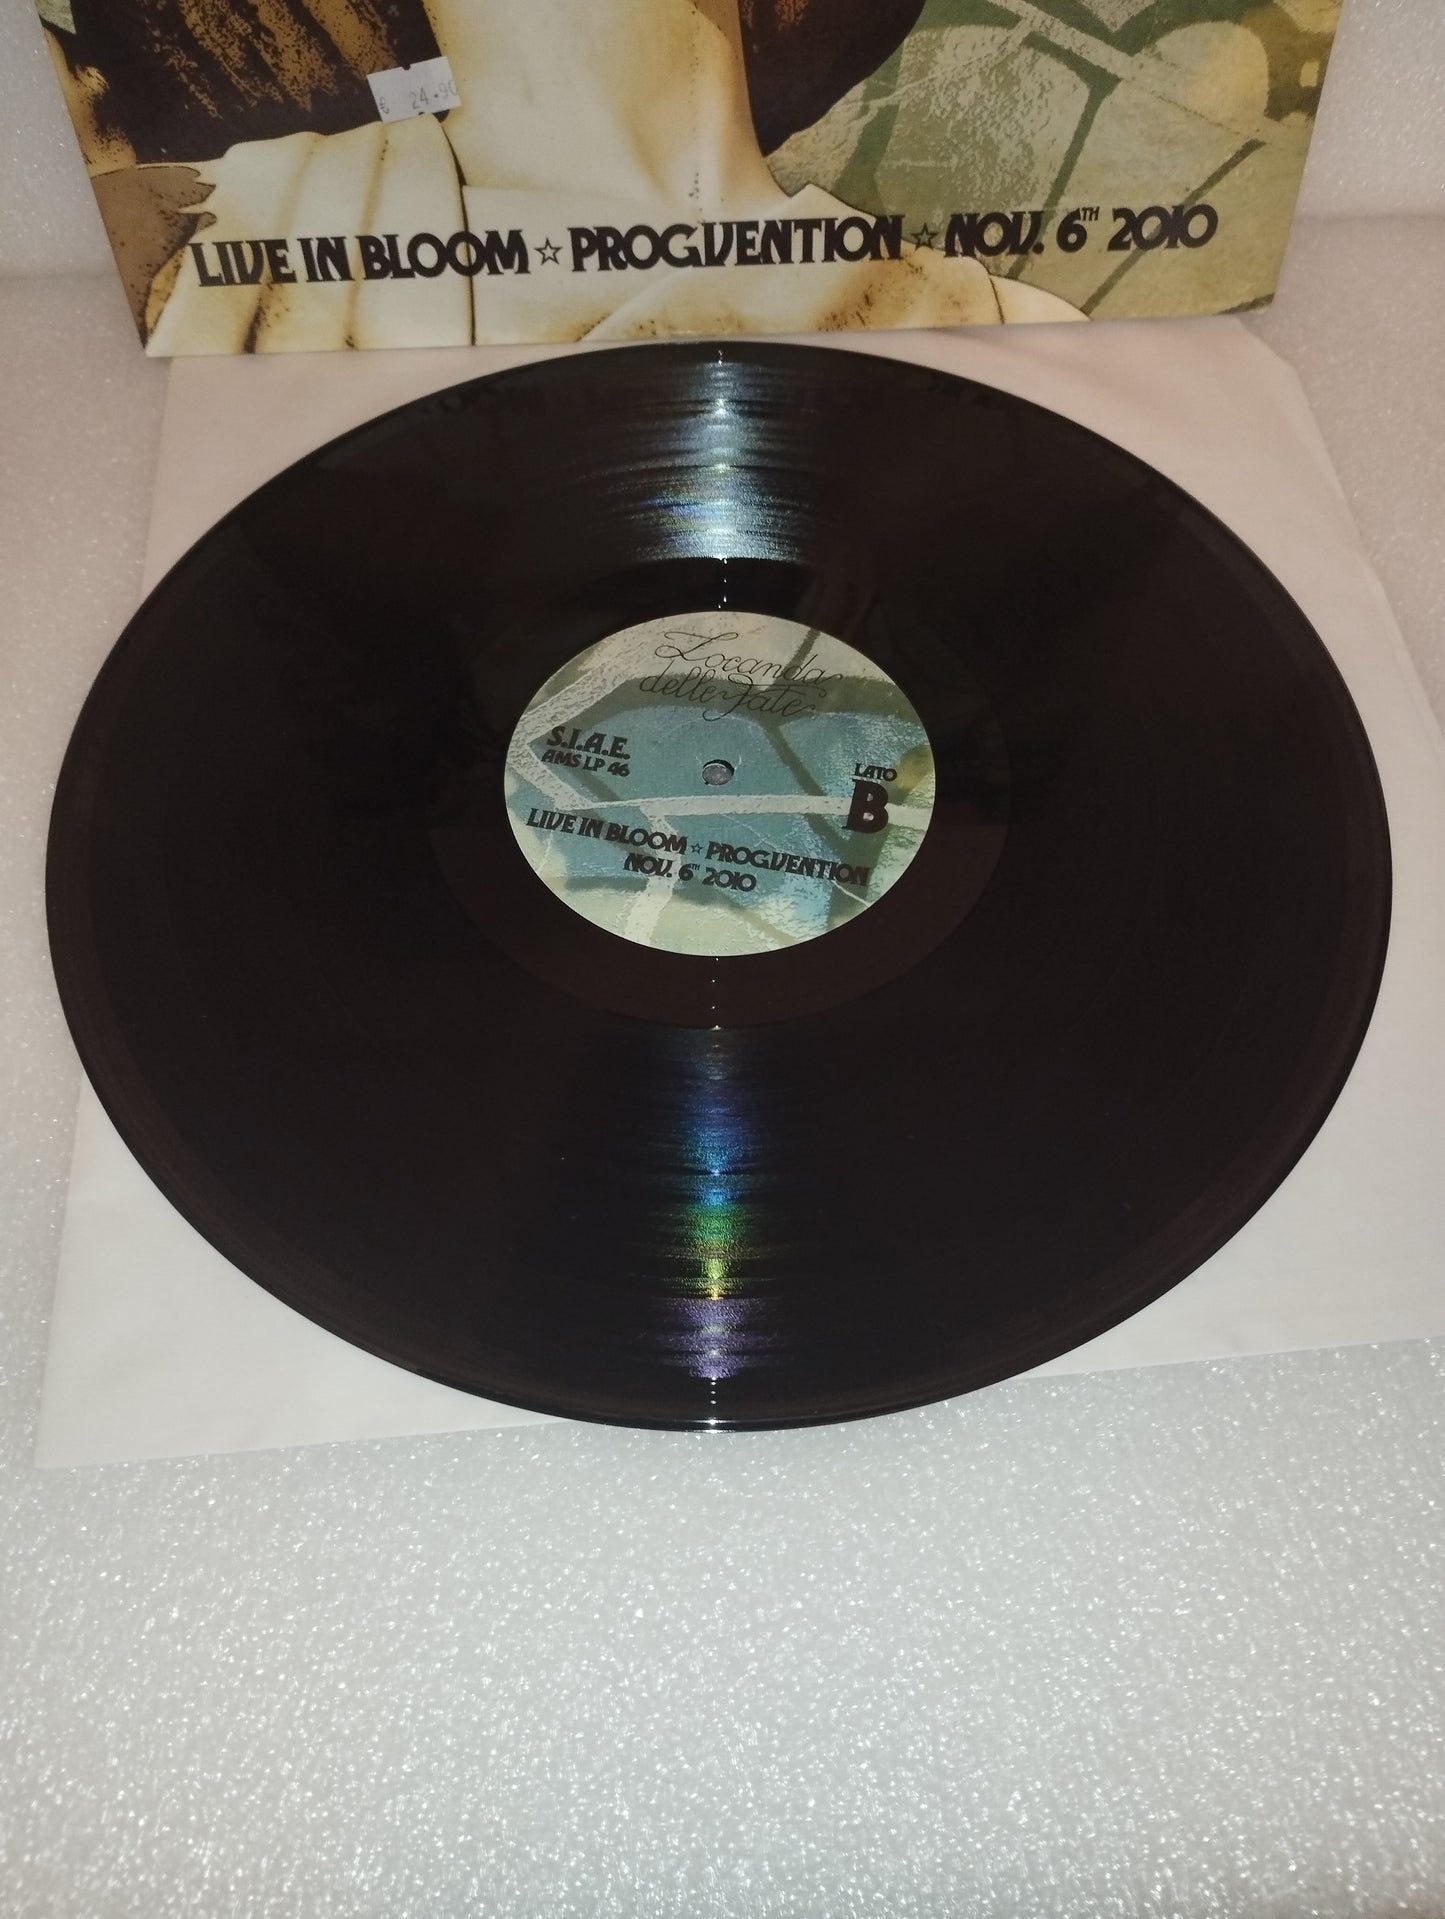 € 24.90
LIVE IN BLOOM ☆ PROGVENTION ☆ NOV. 6TH 2010
Locanda
delle Fate
S.I.A.E.
AMS LP 46
LATO
B
LIVE IN BLOOM ☆ PROGVENTION
NOV. 6TH 2010